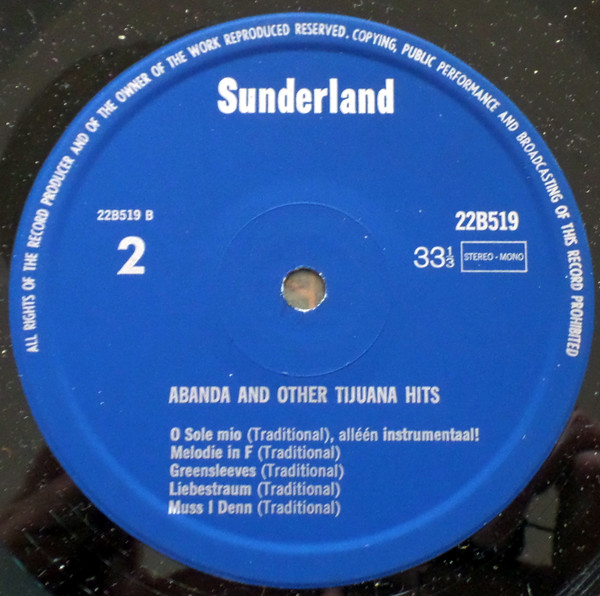 ALL RIGHTS OF THE RECORD PRODUCER AND OF THE OWNER OF THE WORK REPRODUCED RESERVED. COPYING, PUBLIC PERFORMANCE AND BROADCASTING OF THIS RECORD PROHIBITED
Sunderland
22B519 B
2
22B519
33⅓ STEREO - MONO
ABANDA AND OTHER TIJUANA HITS
O Sole mio (Traditional), alléén instrumentaal!
Melodie in F (Traditional)
Greensleeves (Traditional)
Liebestraum (Traditional)
Muss I Denn (Traditional)